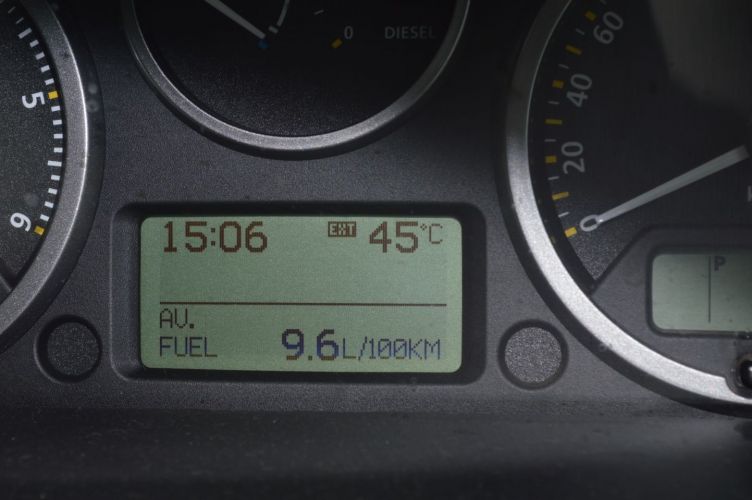 0 DIESEL
5
6
60
40
20
0
15:06 EXT 45°C
AV.
FUEL 9.6L/100KM
P